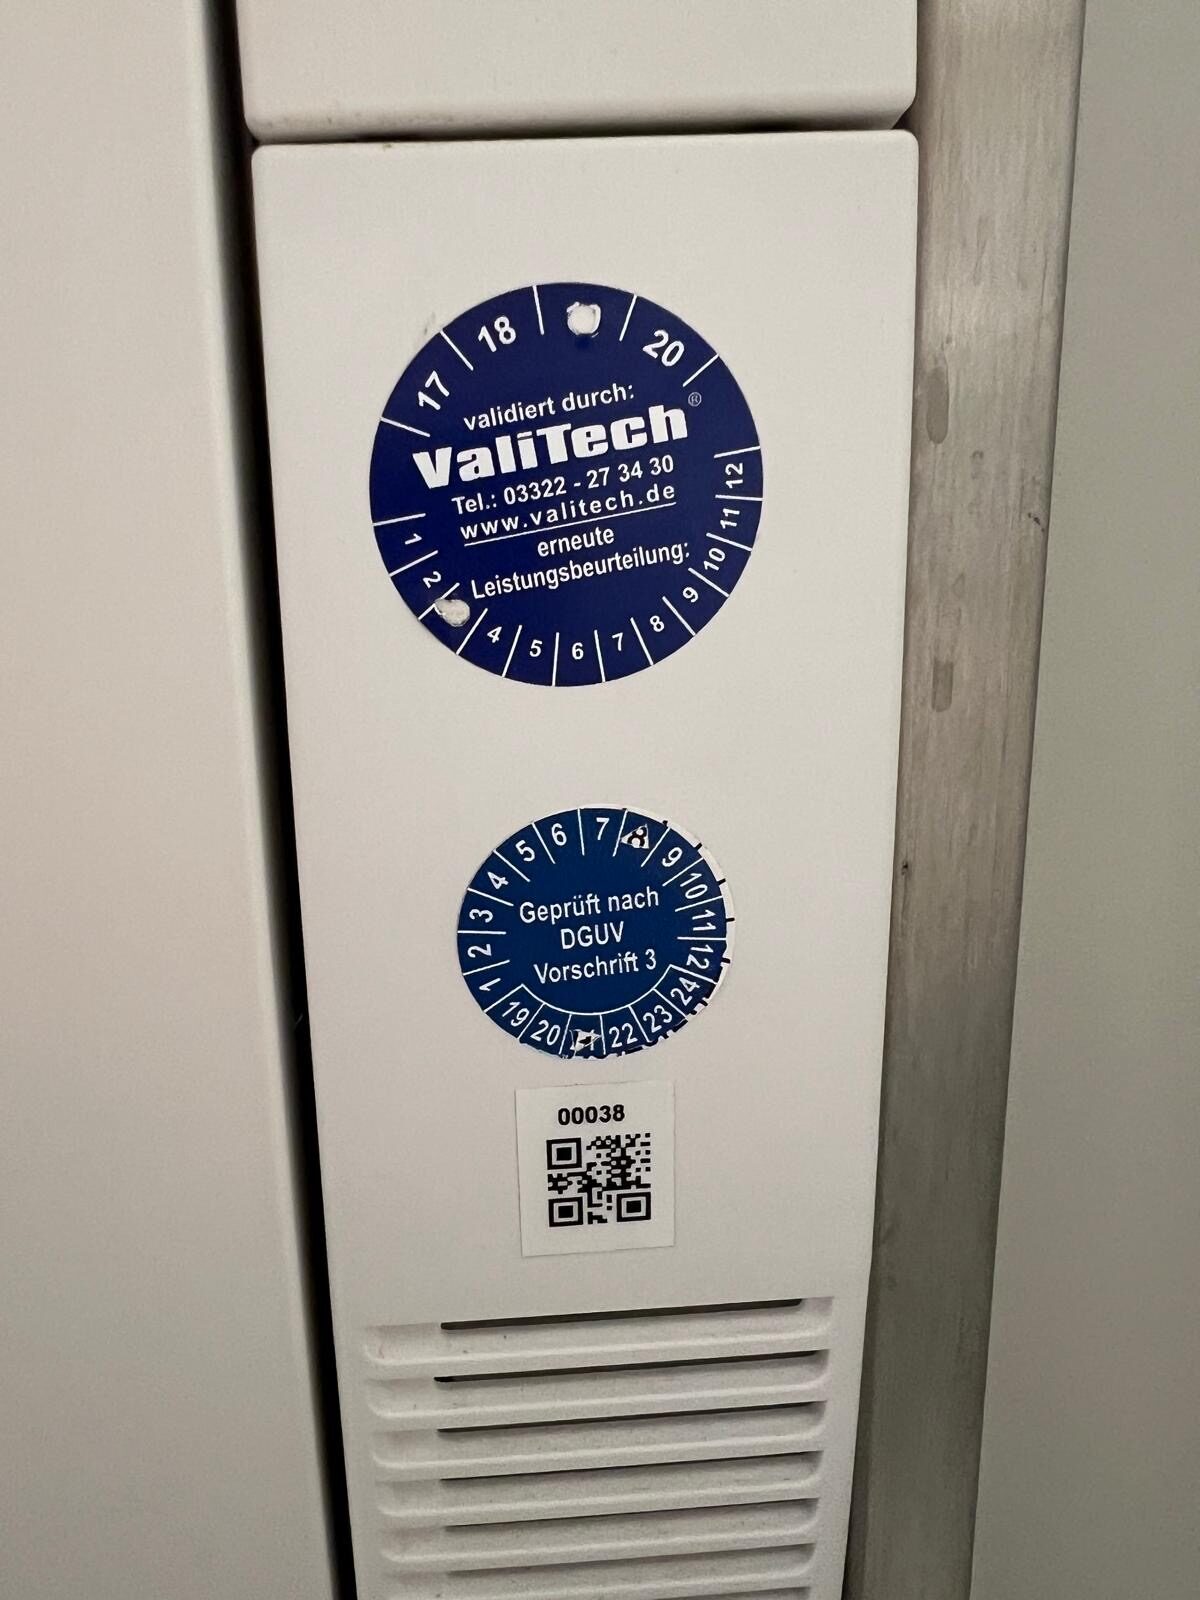 17 18 20
validiert durch:
ValiTech®
Tel.: 03322 - 27 34 30
www.valitech.de
erneute
Leistungsbeurteilung:
1 2 4 5 6 7 8 9 10 11 12
1 2 3 4 5 6 7 8 9 10 11 12
Geprüft nach
DGUV
Vorschrift 3
19 20 21 22 23 24
00038